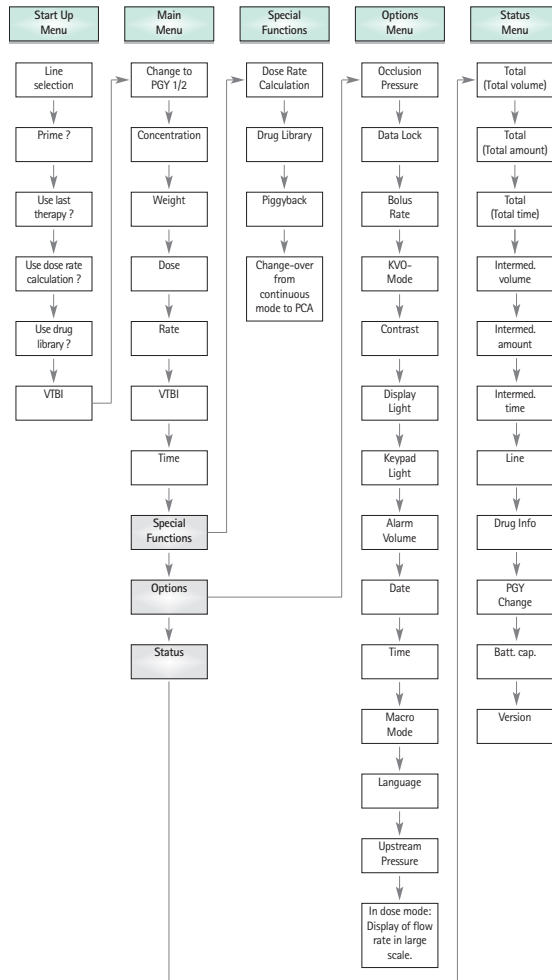 Start Up
Menu
Line
selection
Prime ?
Use last
therapy ?
Use dose rate
calculation ?
Use drug
library ?
VTBI
Main
Menu
Change to
PGY 1/2
Concentration
Weight
Dose
Rate
VTBI
Time
Special
Functions
Options
Status
Special
Functions
Dose Rate
Calculation
Drug Library
Piggyback
Change-over
from
continuous
mode to PCA
Options
Menu
Occlusion
Pressure
Data Lock
Bolus
Rate
KVO-
Mode
Contrast
Display
Light
Keypad
Light
Alarm
Volume
Date
Time
Macro
Mode
Language
Upstream
Pressure
In dose mode:
Display of flow
rate in large
scale.
Status
Menu
Total
(Total volume)
Total
(Total amount)
Total
(Total time)
Intermed.
volume
Intermed.
amount
Intermed.
time
Line
Drug Info
PGY
Change
Batt. cap.
Version